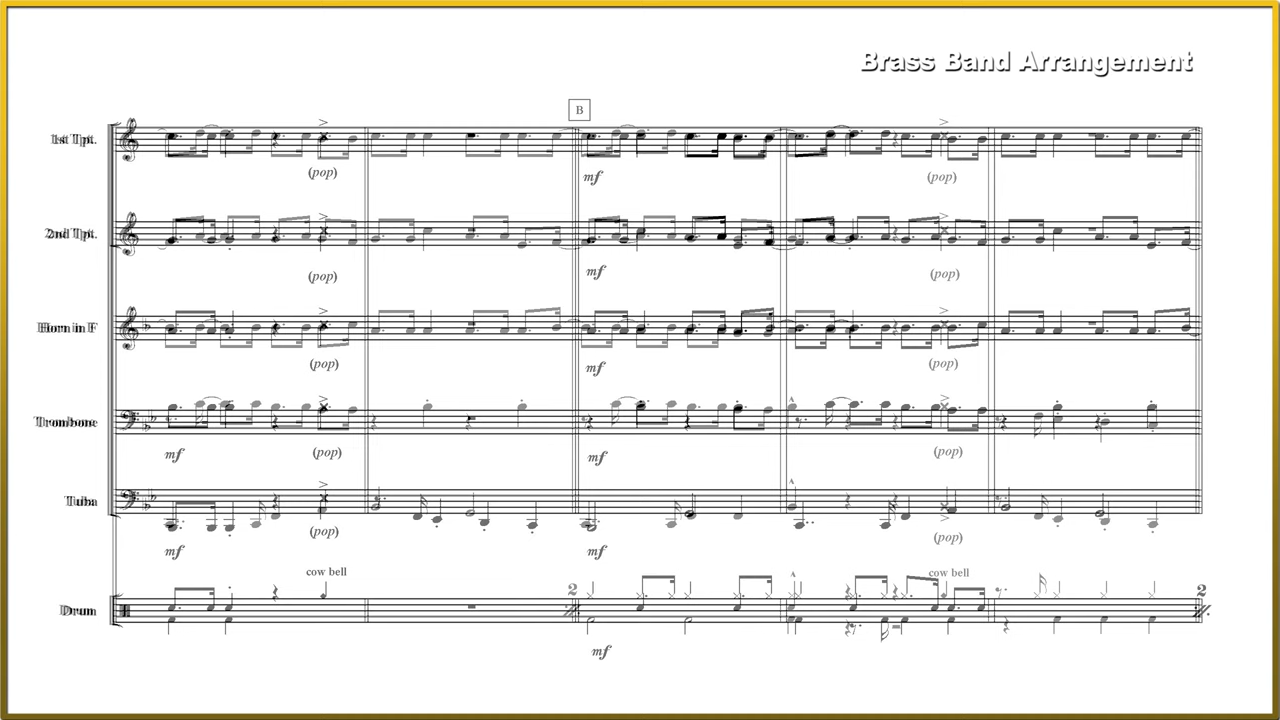 Brass Band Arrangement
B
1st Tpt.
(pop)
mf
(pop)
2nd Tpt.
(pop)
mf
(pop)
Horn in F
(pop)
mf
(pop)
Trombone
mf
(pop)
mf
(pop)
Tuba
mf
(pop)
mf
(pop)
cow bell
cow bell
2
2
Drum
mf